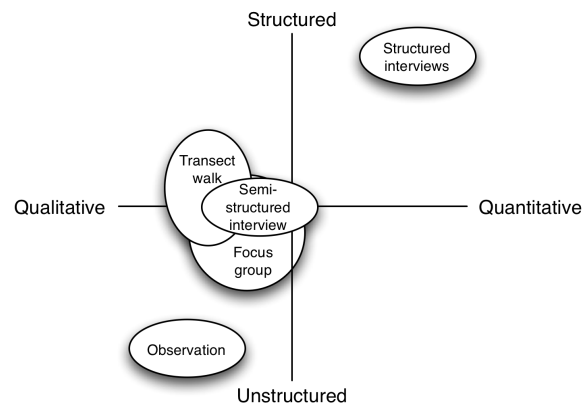 Structured
Structured
interviews
Transect
walk
Semi-
structured
interview
Qualitative
Quantitative
Focus
group
Observation
Unstructured